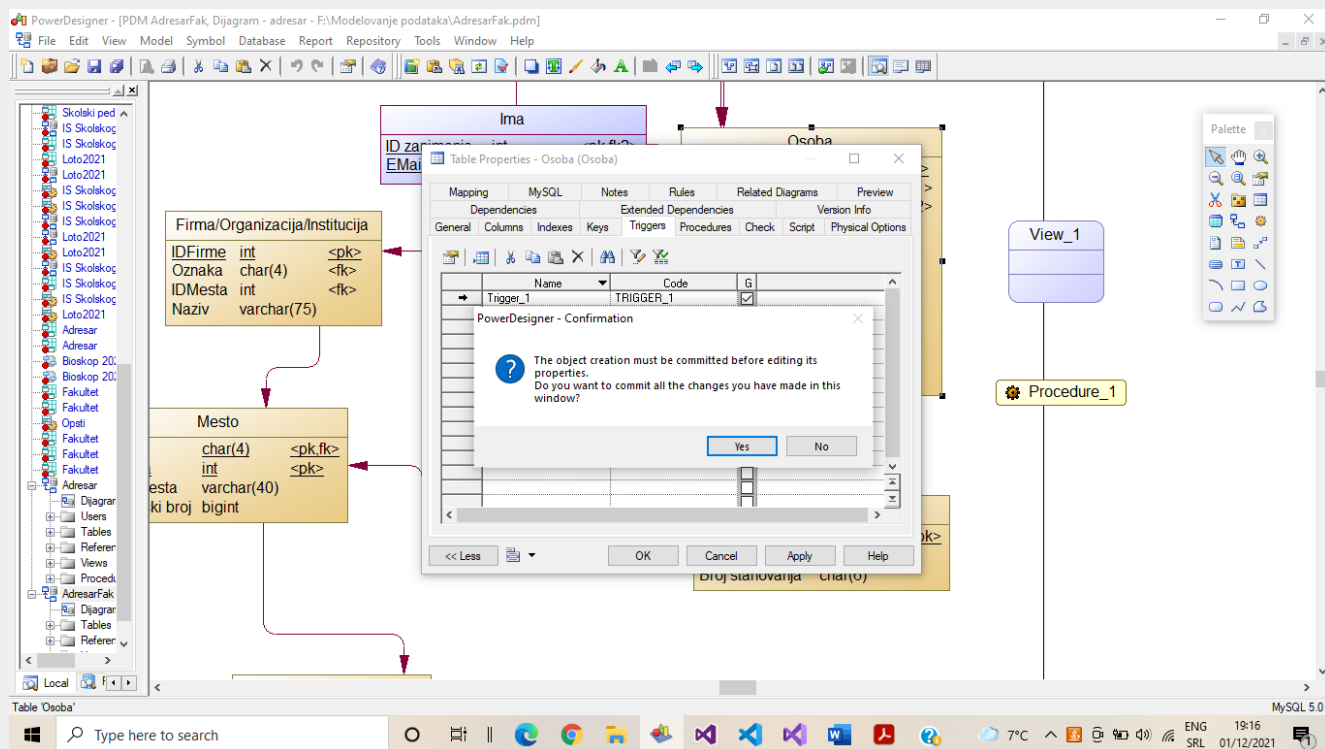 PowerDesigner - [PDM AdresarFak, Dijagram - adresar - F:\Modelovanje podataka\AdresarFak.pdm]
File Edit View Model Symbol Database Report Repository Tools Window Help
Skolski ped
IS Skolskog
IS Skolskog
Loto2021
Loto2021
IS Skolskog
IS Skolskog
IS Skolskog
Loto2021
Loto2021
IS Skolskog
IS Skolskog
IS Skolskog
Loto2021
Adresar
Adresar
Bioskop 202
Bioskop 202
Fakultet
Fakultet
Opsti
Fakultet
Fakultet
Fakultet
Adresar
Dijagrar
Users
Tables
Referer
Views
Procedu
AdresarFak
Dijagrar
Tables
Referer
Local
Ima
ID zanimanja int <pk,fk2>
EMai
Osoba
Firma/Organizacija/Institucija
IDFirme int <pk>
Oznaka char(4) <fk>
IDMesta int <fk>
Naziv varchar(75)
Mesto
char(4) <pk,fk>
int <pk>
esta varchar(40)
ki broj bigint
Table Properties - Osoba (Osoba)
Mapping MySQL Notes Rules Related Diagrams Preview
Dependencies Extended Dependencies Version Info
General Columns Indexes Keys Triggers Procedures Check Script Physical Options
Name Code G
Trigger_1 TRIGGER_1
PowerDesigner - Confirmation
The object creation must be committed before editing its
properties.
Do you want to commit all the changes you have made in this
window?
Yes No
<< Less OK Cancel Apply Help
Broj stanovanja char(6)
View_1
Procedure_1
Palette
Table 'Osoba' MySQL 5.0
Type here to search
7°C
ENG
SRL
19:16
01/12/2021
1